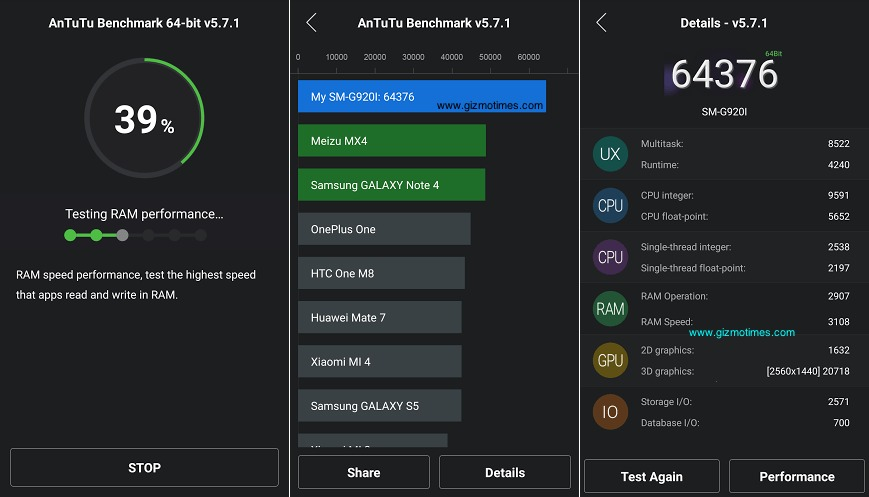 AnTuTu Benchmark 64-bit v5.7.1
39%
Testing RAM performance...
RAM speed performance, test the highest speed
that apps read and write in RAM.
STOP
AnTuTu Benchmark v5.7.1
0 10000 20000 30000 40000 50000 60000
My SM-G920I: 64376
www.gizmotimes.com
Meizu MX4
Samsung GALAXY Note 4
OnePlus One
HTC One M8
Huawei Mate 7
Xiaomi MI 4
Samsung GALAXY S5
Share Details
Details - v5.7.1
64Bit
64376
SM-G920I
UX
Multitask: 8522
Runtime: 4240
CPU
CPU integer: 9591
CPU float-point: 5652
CPU
Single-thread integer: 2538
Single-thread float-point: 2197
RAM
RAM Operation: 2907
RAM Speed: 3108
www.gizmotimes.com
GPU
2D graphics: 1632
3D graphics: [2560x1440] 20718
IO
Storage I/O: 2571
Database I/O: 700
Test Again Performance